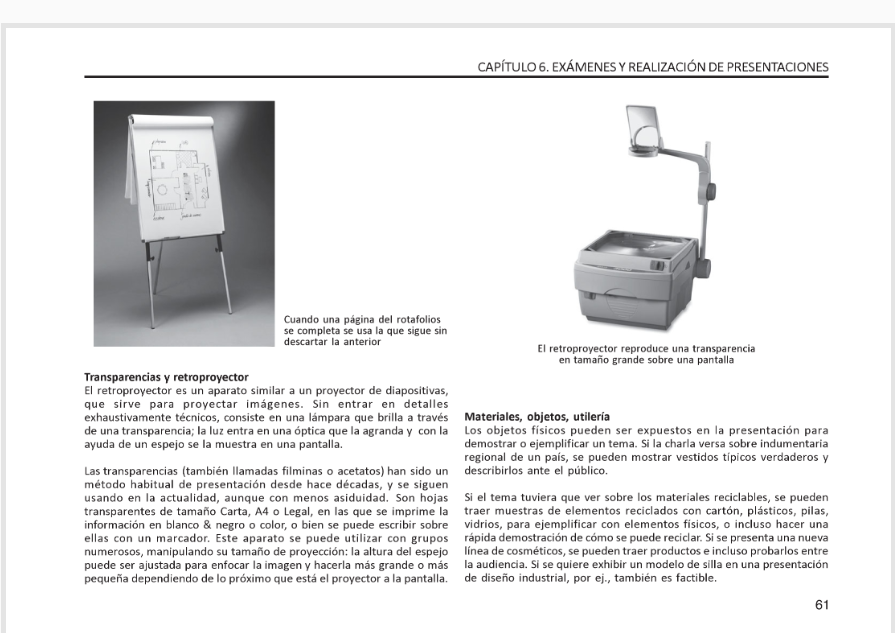 CAPÍTULO 6. EXÁMENES Y REALIZACIÓN DE PRESENTACIONES
Cuando una página del rotafolios
se completa se usa la que sigue sin
descartar la anterior
Transparencias y retroproyector
El retroproyector es un aparato similar a un proyector de diapositivas,
que sirve para proyectar imágenes. Sin entrar en detalles
exhaustivamente técnicos, consiste en una lámpara que brilla a través
de una transparencia; la luz entra en una óptica que la agranda y con la
ayuda de un espejo se la muestra en una pantalla.
Las transparencias (también llamadas filminas o acetatos) han sido un
método habitual de presentación desde hace décadas, y se siguen
usando en la actualidad, aunque con menos asiduidad. Son hojas
transparentes de tamaño Carta, A4 o Legal, en las que se imprime la
información en blanco & negro o color, o bien se puede escribir sobre
ellas con un marcador. Este aparato se puede utilizar con grupos
numerosos, manipulando su tamaño de proyección: la altura del espejo
puede ser ajustada para enfocar la imagen y hacerla más grande o más
pequeña dependiendo de lo próximo que está el proyector a la pantalla.
El retroproyector reproduce una transparencia
en tamaño grande sobre una pantalla
Materiales, objetos, utilería
Los objetos físicos pueden ser expuestos en la presentación para
demostrar o ejemplificar un tema. Si la charla versa sobre indumentaria
regional de un país, se pueden mostrar vestidos típicos verdaderos y
describirlos ante el público.
Si el tema tuviera que ver sobre los materiales reciclables, se pueden
traer muestras de elementos reciclados con cartón, plásticos, pilas,
vidrios, para ejemplificar con elementos físicos, o incluso hacer una
rápida demostración de cómo se puede reciclar. Si se presenta una nueva
línea de cosméticos, se pueden traer productos e incluso probarlos entre
la audiencia. Si se quiere exhibir un modelo de silla en una presentación
de diseño industrial, por ej., también es factible.
61